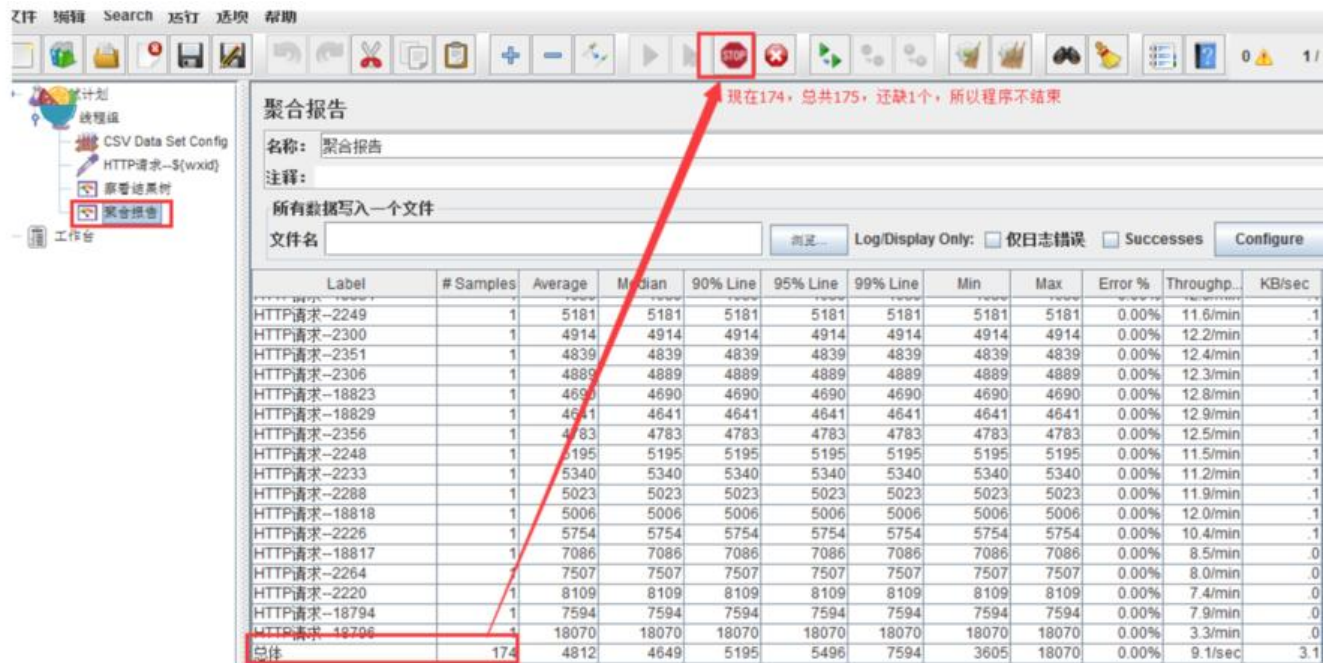 文件 编辑 Search 运行 选项 帮助
STOP
0
1/
现在174，总共175，还缺1个，所以程序不结束
线程组
CSV Data Set Config
HTTP请求--${wxid}
察看结果树
聚合报告
工作台
聚合报告
名称： 聚合报告
注释：
所有数据写入一个文件
文件名 浏览... Log/Display Only: 仅日志错误 Successes Configure
Label # Samples Average Median 90% Line 95% Line 99% Line Min Max Error % Throughp... KB/sec
HTTP请求--2249 1 5181 5181 5181 5181 5181 5181 5181 0.00% 11.6/min .1
HTTP请求--2300 1 4914 4914 4914 4914 4914 4914 4914 0.00% 12.2/min .1
HTTP请求--2351 1 4839 4839 4839 4839 4839 4839 4839 0.00% 12.4/min .1
HTTP请求--2306 1 4889 4889 4889 4889 4889 4889 4889 0.00% 12.3/min .1
HTTP请求--18823 1 4690 4690 4690 4690 4690 4690 4690 0.00% 12.8/min .1
HTTP请求--18829 1 4641 4641 4641 4641 4641 4641 4641 0.00% 12.9/min .1
HTTP请求--2356 1 4783 4783 4783 4783 4783 4783 4783 0.00% 12.5/min .1
HTTP请求--2248 1 5195 5195 5195 5195 5195 5195 5195 0.00% 11.5/min .1
HTTP请求--2233 1 5340 5340 5340 5340 5340 5340 5340 0.00% 11.2/min .1
HTTP请求--2288 1 5023 5023 5023 5023 5023 5023 5023 0.00% 11.9/min .1
HTTP请求--18818 1 5006 5006 5006 5006 5006 5006 5006 0.00% 12.0/min .1
HTTP请求--2226 1 5754 5754 5754 5754 5754 5754 5754 0.00% 10.4/min .1
HTTP请求--18817 1 7086 7086 7086 7086 7086 7086 7086 0.00% 8.5/min .0
HTTP请求--2264 1 7507 7507 7507 7507 7507 7507 7507 0.00% 8.0/min .0
HTTP请求--2220 1 8109 8109 8109 8109 8109 8109 8109 0.00% 7.4/min .0
HTTP请求--18794 1 7594 7594 7594 7594 7594 7594 7594 0.00% 7.9/min .0
HTTP请求--18796 1 18070 18070 18070 18070 18070 18070 18070 0.00% 3.3/min .0
总体 174 4812 4649 5195 5496 7594 3605 18070 0.00% 9.1/sec 3.1